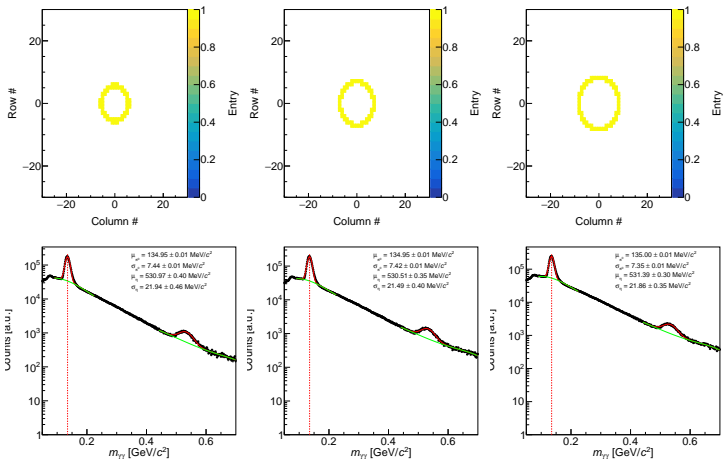 20
0
−20
Row #
−20 0 20
Column #
1
0.8
0.6
0.4
0.2
0
Entry
20
0
−20
Row #
−20 0 20
Column #
1
0.8
0.6
0.4
0.2
0
Entry
20
0
−20
Row #
−20 0 20
Column #
1
0.8
0.6
0.4
0.2
0
Entry
μπ⁰ = 134.95 ± 0.01 MeV/c²
σπ⁰ = 7.44 ± 0.01 MeV/c²
μη = 530.97 ± 0.40 MeV/c²
ση = 21.94 ± 0.46 MeV/c²
10⁵
10⁴
10³
10²
10
1
Counts [a.u.]
0.2 0.4 0.6
mγγ [GeV/c²]
μπ⁰ = 134.95 ± 0.01 MeV/c²
σπ⁰ = 7.42 ± 0.01 MeV/c²
μη = 530.51 ± 0.35 MeV/c²
ση = 21.49 ± 0.40 MeV/c²
10⁵
10⁴
10³
10²
10
1
Counts [a.u.]
0.2 0.4 0.6
mγγ [GeV/c²]
μπ⁰ = 135.00 ± 0.01 MeV/c²
σπ⁰ = 7.35 ± 0.01 MeV/c²
μη = 531.39 ± 0.30 MeV/c²
ση = 21.86 ± 0.35 MeV/c²
10⁵
10⁴
10³
10²
10
1
Counts [a.u.]
0.2 0.4 0.6
mγγ [GeV/c²]